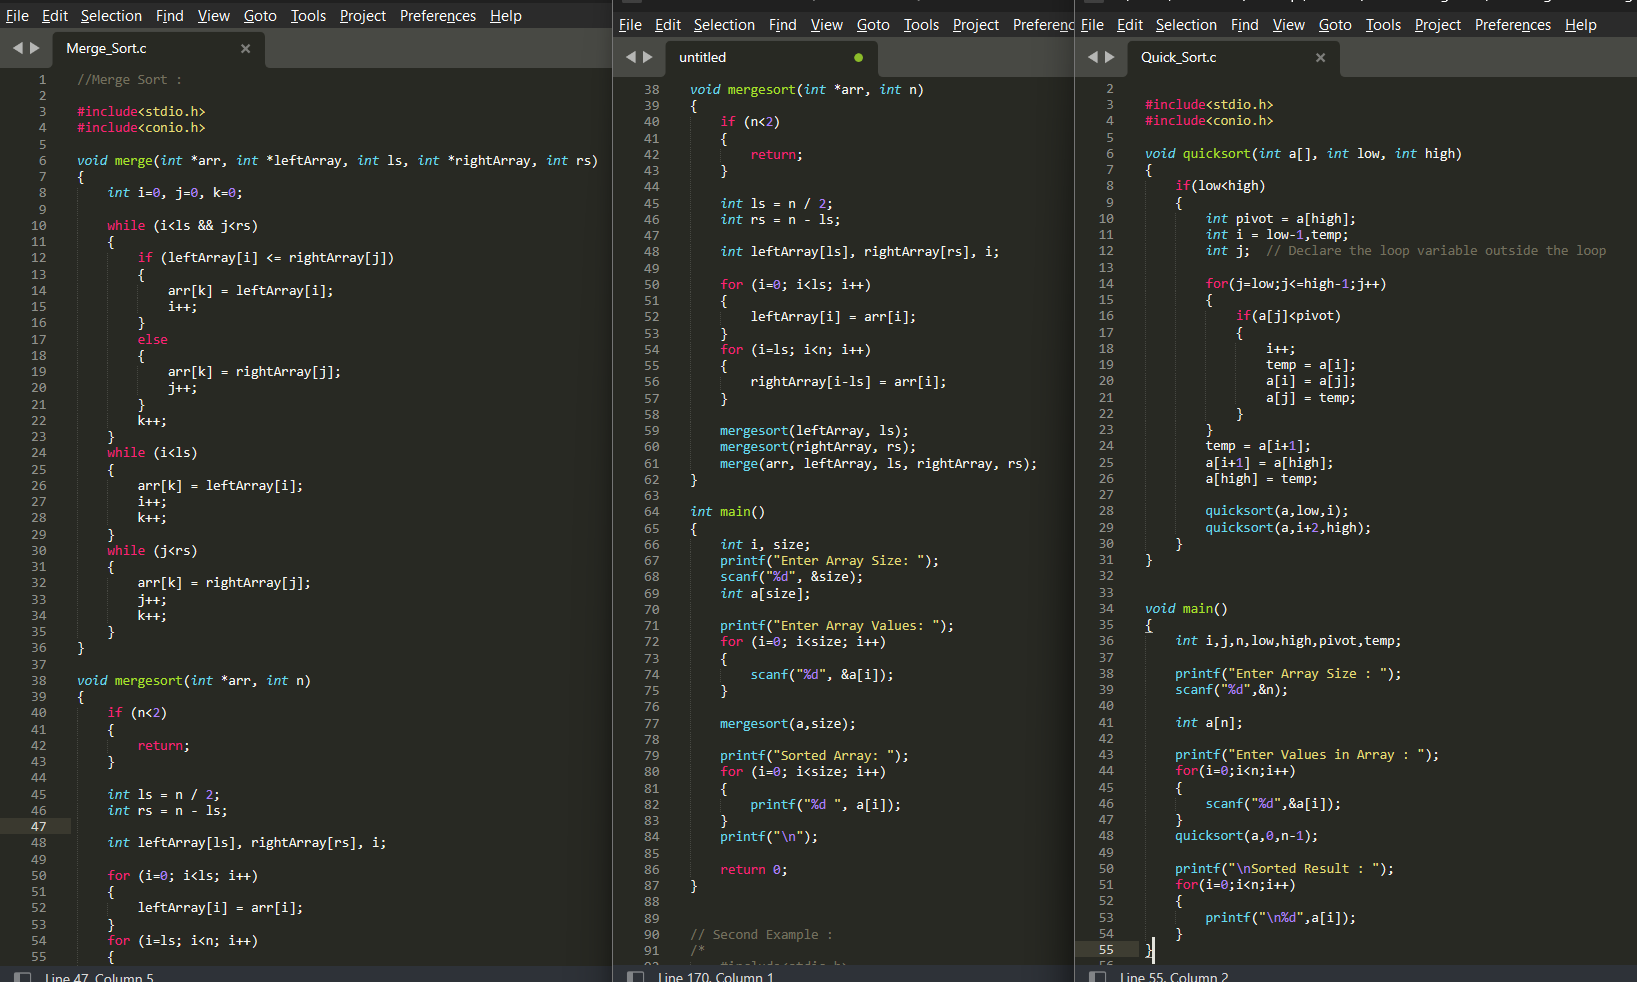 File Edit Selection Find View Goto Tools Project Preferences Help
Merge_Sort.c
1 //Merge Sort :
2
3 #include<stdio.h>
4 #include<conio.h>
5
6 void merge(int *arr, int *leftArray, int ls, int *rightArray, int rs)
7 {
8 int i=0, j=0, k=0;
9
10 while (i<ls && j<rs)
11 {
12 if (leftArray[i] <= rightArray[j])
13 {
14 arr[k] = leftArray[i];
15 i++;
16 }
17 else
18 {
19 arr[k] = rightArray[j];
20 j++;
21 }
22 k++;
23 }
24 while (i<ls)
25 {
26 arr[k] = leftArray[i];
27 i++;
28 k++;
29 }
30 while (j<rs)
31 {
32 arr[k] = rightArray[j];
33 j++;
34 k++;
35 }
36 }
37
38 void mergesort(int *arr, int n)
39 {
40 if (n<2)
41 {
42 return;
43 }
44
45 int ls = n / 2;
46 int rs = n - ls;
47
48 int leftArray[ls], rightArray[rs], i;
49
50 for (i=0; i<ls; i++)
51 {
52 leftArray[i] = arr[i];
53 }
54 for (i=ls; i<n; i++)
55 {
Line 47, Column 5
File Edit Selection Find View Goto Tools Project Preferenc
untitled
38 void mergesort(int *arr, int n)
39 {
40 if (n<2)
41 {
42 return;
43 }
44
45 int ls = n / 2;
46 int rs = n - ls;
47
48 int leftArray[ls], rightArray[rs], i;
49
50 for (i=0; i<ls; i++)
51 {
52 leftArray[i] = arr[i];
53 }
54 for (i=ls; i<n; i++)
55 {
56 rightArray[i-ls] = arr[i];
57 }
58
59 mergesort(leftArray, ls);
60 mergesort(rightArray, rs);
61 merge(arr, leftArray, ls, rightArray, rs);
62 }
63
64 int main()
65 {
66 int i, size;
67 printf("Enter Array Size: ");
68 scanf("%d", &size);
69 int a[size];
70
71 printf("Enter Array Values: ");
72 for (i=0; i<size; i++)
73 {
74 scanf("%d", &a[i]);
75 }
76
77 mergesort(a,size);
78
79 printf("Sorted Array: ");
80 for (i=0; i<size; i++)
81 {
82 printf("%d ", a[i]);
83 }
84 printf("\n");
85
86 return 0;
87 }
88
89
90 // Second Example :
91 /*
92 #include<stdio.h>
Line 170, Column 1
File Edit Selection Find View Goto Tools Project Preferences Help
Quick_Sort.c
2
3 #include<stdio.h>
4 #include<conio.h>
5
6 void quicksort(int a[], int low, int high)
7 {
8 if(low<high)
9 {
10 int pivot = a[high];
11 int i = low-1,temp;
12 int j; // Declare the loop variable outside the loop
13
14 for(j=low;j<=high-1;j++)
15 {
16 if(a[j]<pivot)
17 {
18 i++;
19 temp = a[i];
20 a[i] = a[j];
21 a[j] = temp;
22 }
23 }
24 temp = a[i+1];
25 a[i+1] = a[high];
26 a[high] = temp;
27
28 quicksort(a,low,i);
29 quicksort(a,i+2,high);
30 }
31 }
32
33
34 void main()
35 {
36 int i,j,n,low,high,pivot,temp;
37
38 printf("Enter Array Size : ");
39 scanf("%d",&n);
40
41 int a[n];
42
43 printf("Enter Values in Array : ");
44 for(i=0;i<n;i++)
45 {
46 scanf("%d",&a[i]);
47 }
48 quicksort(a,0,n-1);
49
50 printf("\nSorted Result : ");
51 for(i=0;i<n;i++)
52 {
53 printf("\n%d",a[i]);
54 }
55 }
56
Line 55, Column 2